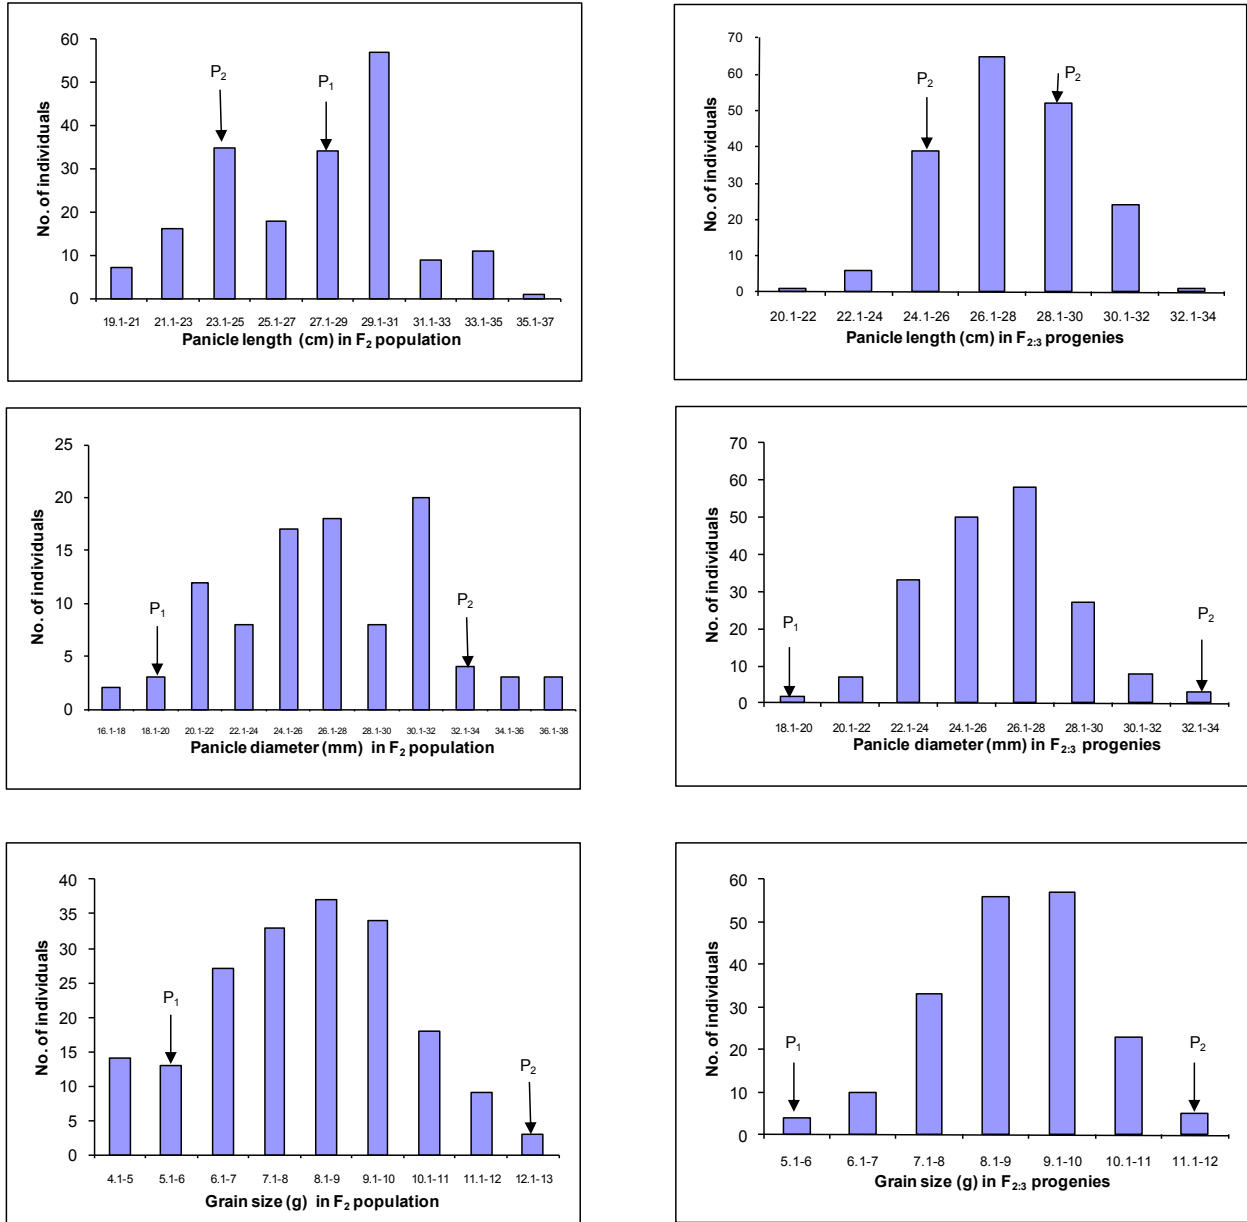 60
50
40
30
20
10
0
No. of individuals
P2
P1
19.1-21 21.1-23 23.1-25 25.1-27 27.1-29 29.1-31 31.1-33 33.1-35 35.1-37
Panicle length (cm) in F2 population
70
60
50
40
30
20
10
0
No. of individuals
P2
P2
20.1-22 22.1-24 24.1-26 26.1-28 28.1-30 30.1-32 32.1-34
Panicle length (cm) in F2:3 progenies
25
20
15
10
5
0
No. of individuals
P1
P2
16.1-18 18.1-20 20.1-22 22.1-24 24.1-26 26.1-28 28.1-30 30.1-32 32.1-34 34.1-36 36.1-38
Panicle diameter (mm) in F2 population
70
60
50
40
30
20
10
0
No. of individuals
P1
P2
18.1-20 20.1-22 22.1-24 24.1-26 26.1-28 28.1-30 30.1-32 32.1-34
Panicle diameter (mm) in F2:3 progenies
40
35
30
25
20
15
10
5
0
No. of individuals
P1
P2
4.1-5 5.1-6 6.1-7 7.1-8 8.1-9 9.1-10 10.1-11 11.1-12 12.1-13
Grain size (g) in F2 population
60
50
40
30
20
10
0
No. of individuals
P1
P2
5.1-6 6.1-7 7.1-8 8.1-9 9.1-10 10.1-11 11.1-12
Grain size (g) in F2:3 progenies